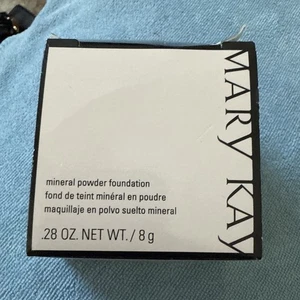 MARY KAY
mineral powder foundation
fond de teint minéral en poudre
maquillaje en polvo suelto mineral
.28 OZ. NET WT. / 8 g